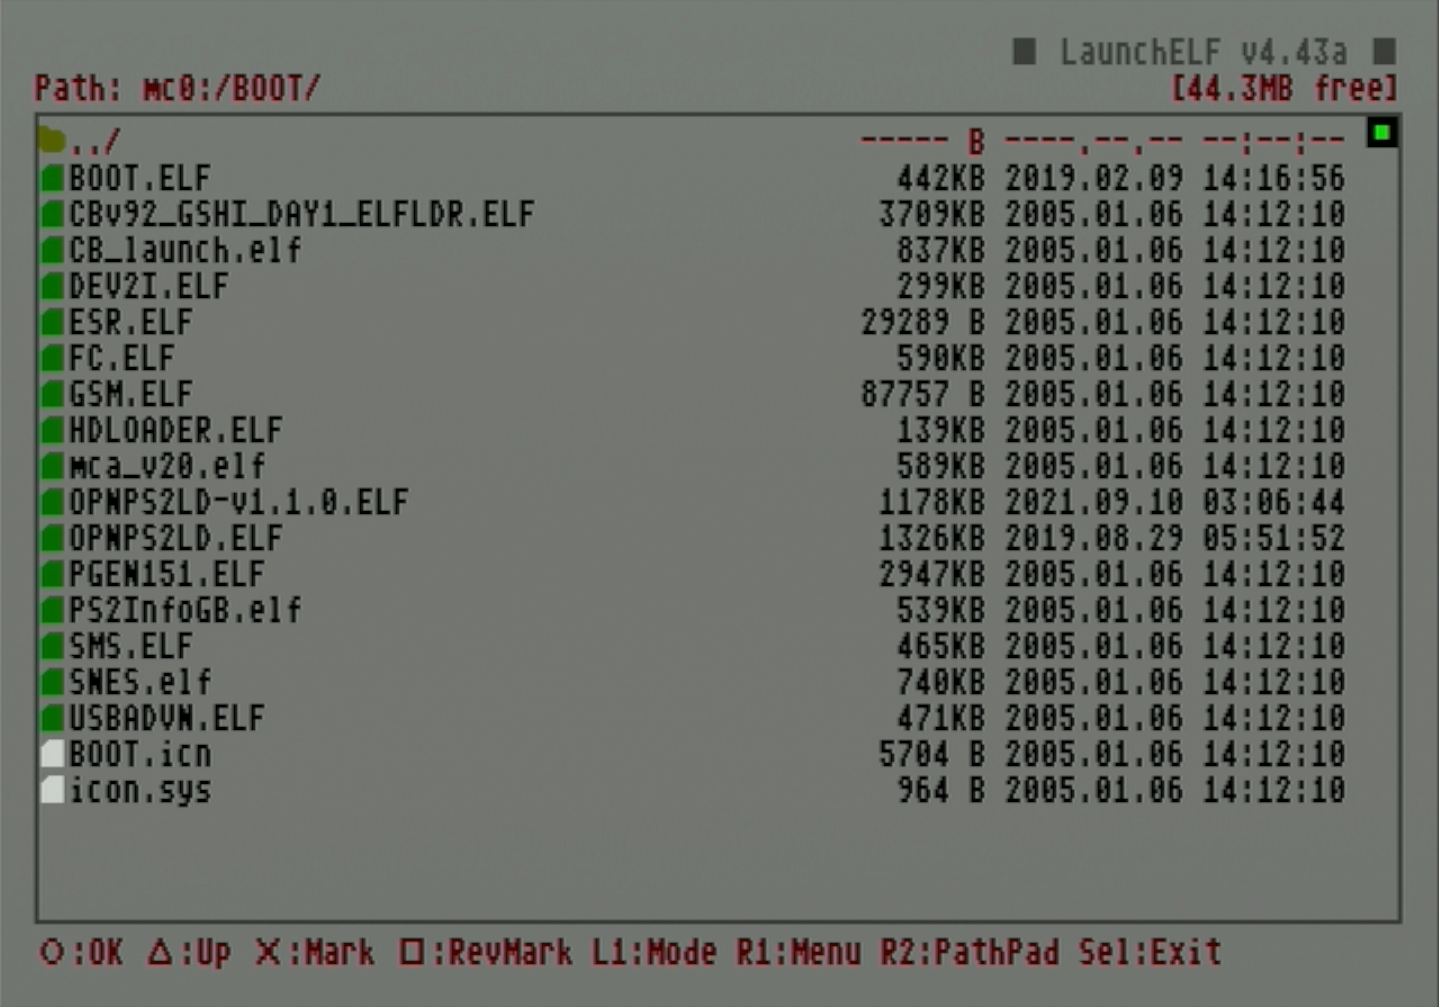 ■ LaunchELF v4.43a ■
Path: mc0:/BOOT/ [44.3MB free]
../ ----- B ----.--.-- --:--:--
BOOT.ELF 442KB 2019.02.09 14:16:56
CBv92_GSHI_DAY1_ELFLDR.ELF 3709KB 2005.01.06 14:12:10
CB_launch.elf 837KB 2005.01.06 14:12:10
DEV2I.ELF 299KB 2005.01.06 14:12:10
ESR.ELF 29289 B 2005.01.06 14:12:10
FC.ELF 590KB 2005.01.06 14:12:10
GSM.ELF 87757 B 2005.01.06 14:12:10
HDLOADER.ELF 139KB 2005.01.06 14:12:10
mca_v20.elf 589KB 2005.01.06 14:12:10
OPNPS2LD-v1.1.0.ELF 1178KB 2021.09.10 03:06:44
OPNPS2LD.ELF 1326KB 2019.08.29 05:51:52
PGEN151.ELF 2947KB 2005.01.06 14:12:10
PS2InfoGB.elf 539KB 2005.01.06 14:12:10
SMS.ELF 465KB 2005.01.06 14:12:10
SNES.elf 740KB 2005.01.06 14:12:10
USBADVN.ELF 471KB 2005.01.06 14:12:10
BOOT.icn 5704 B 2005.01.06 14:12:10
icon.sys 964 B 2005.01.06 14:12:10
○:OK △:Up X:Mark □:RevMark L1:Mode R1:Menu R2:PathPad Sel:Exit